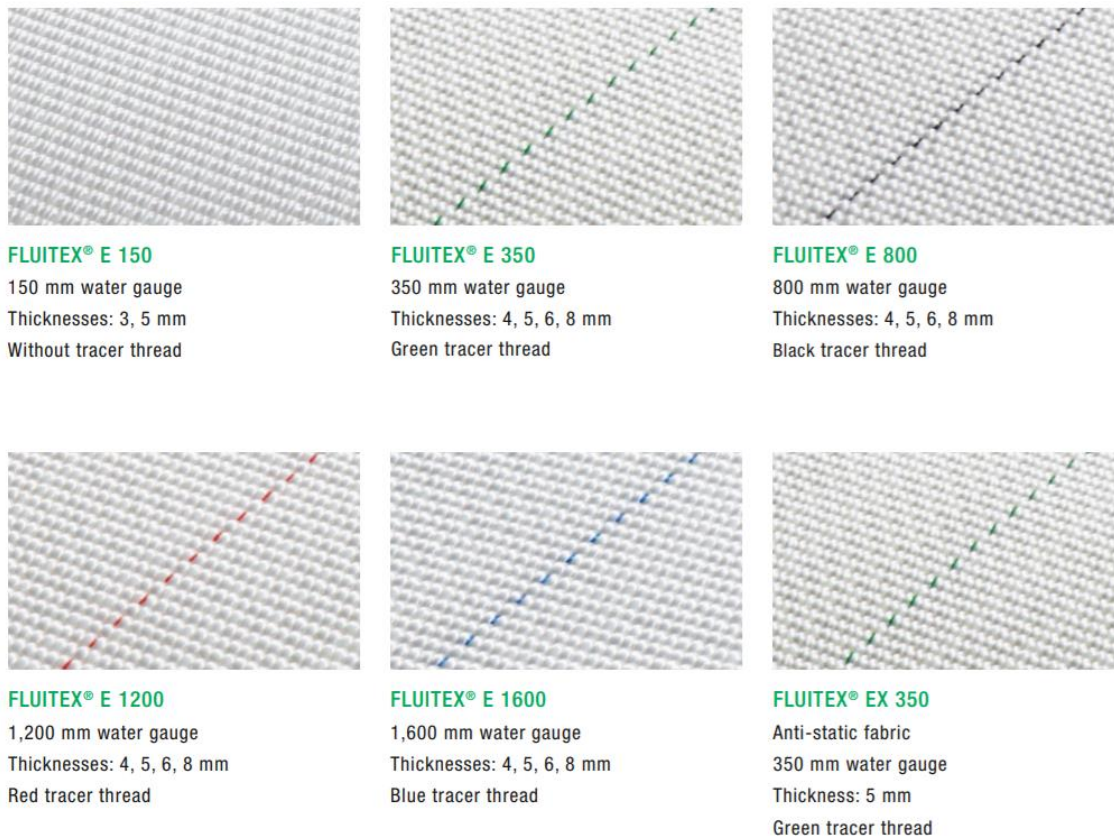 FLUITEX® E 150
150 mm water gauge
Thicknesses: 3, 5 mm
Without tracer thread
FLUITEX® E 350
350 mm water gauge
Thicknesses: 4, 5, 6, 8 mm
Green tracer thread
FLUITEX® E 800
800 mm water gauge
Thicknesses: 4, 5, 6, 8 mm
Black tracer thread
FLUITEX® E 1200
1,200 mm water gauge
Thicknesses: 4, 5, 6, 8 mm
Red tracer thread
FLUITEX® E 1600
1,600 mm water gauge
Thicknesses: 4, 5, 6, 8 mm
Blue tracer thread
FLUITEX® EX 350
Anti-static fabric
350 mm water gauge
Thickness: 5 mm
Green tracer thread